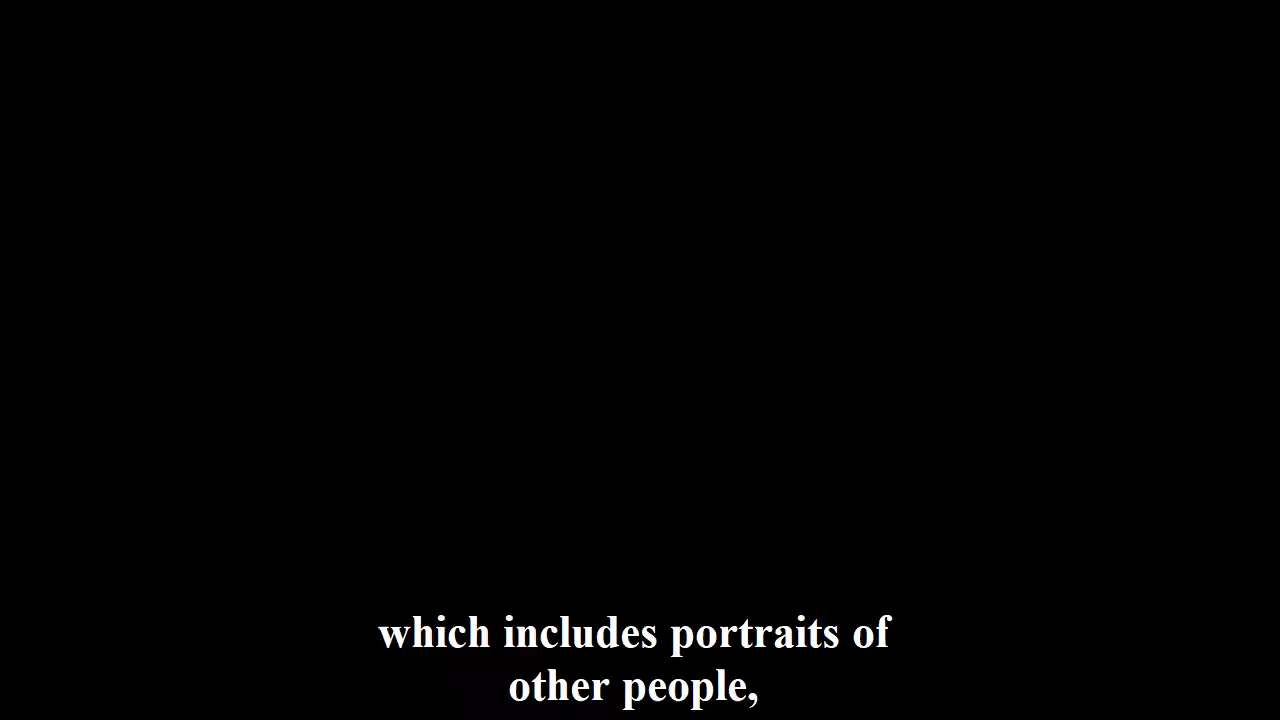 which includes portraits of
other people,